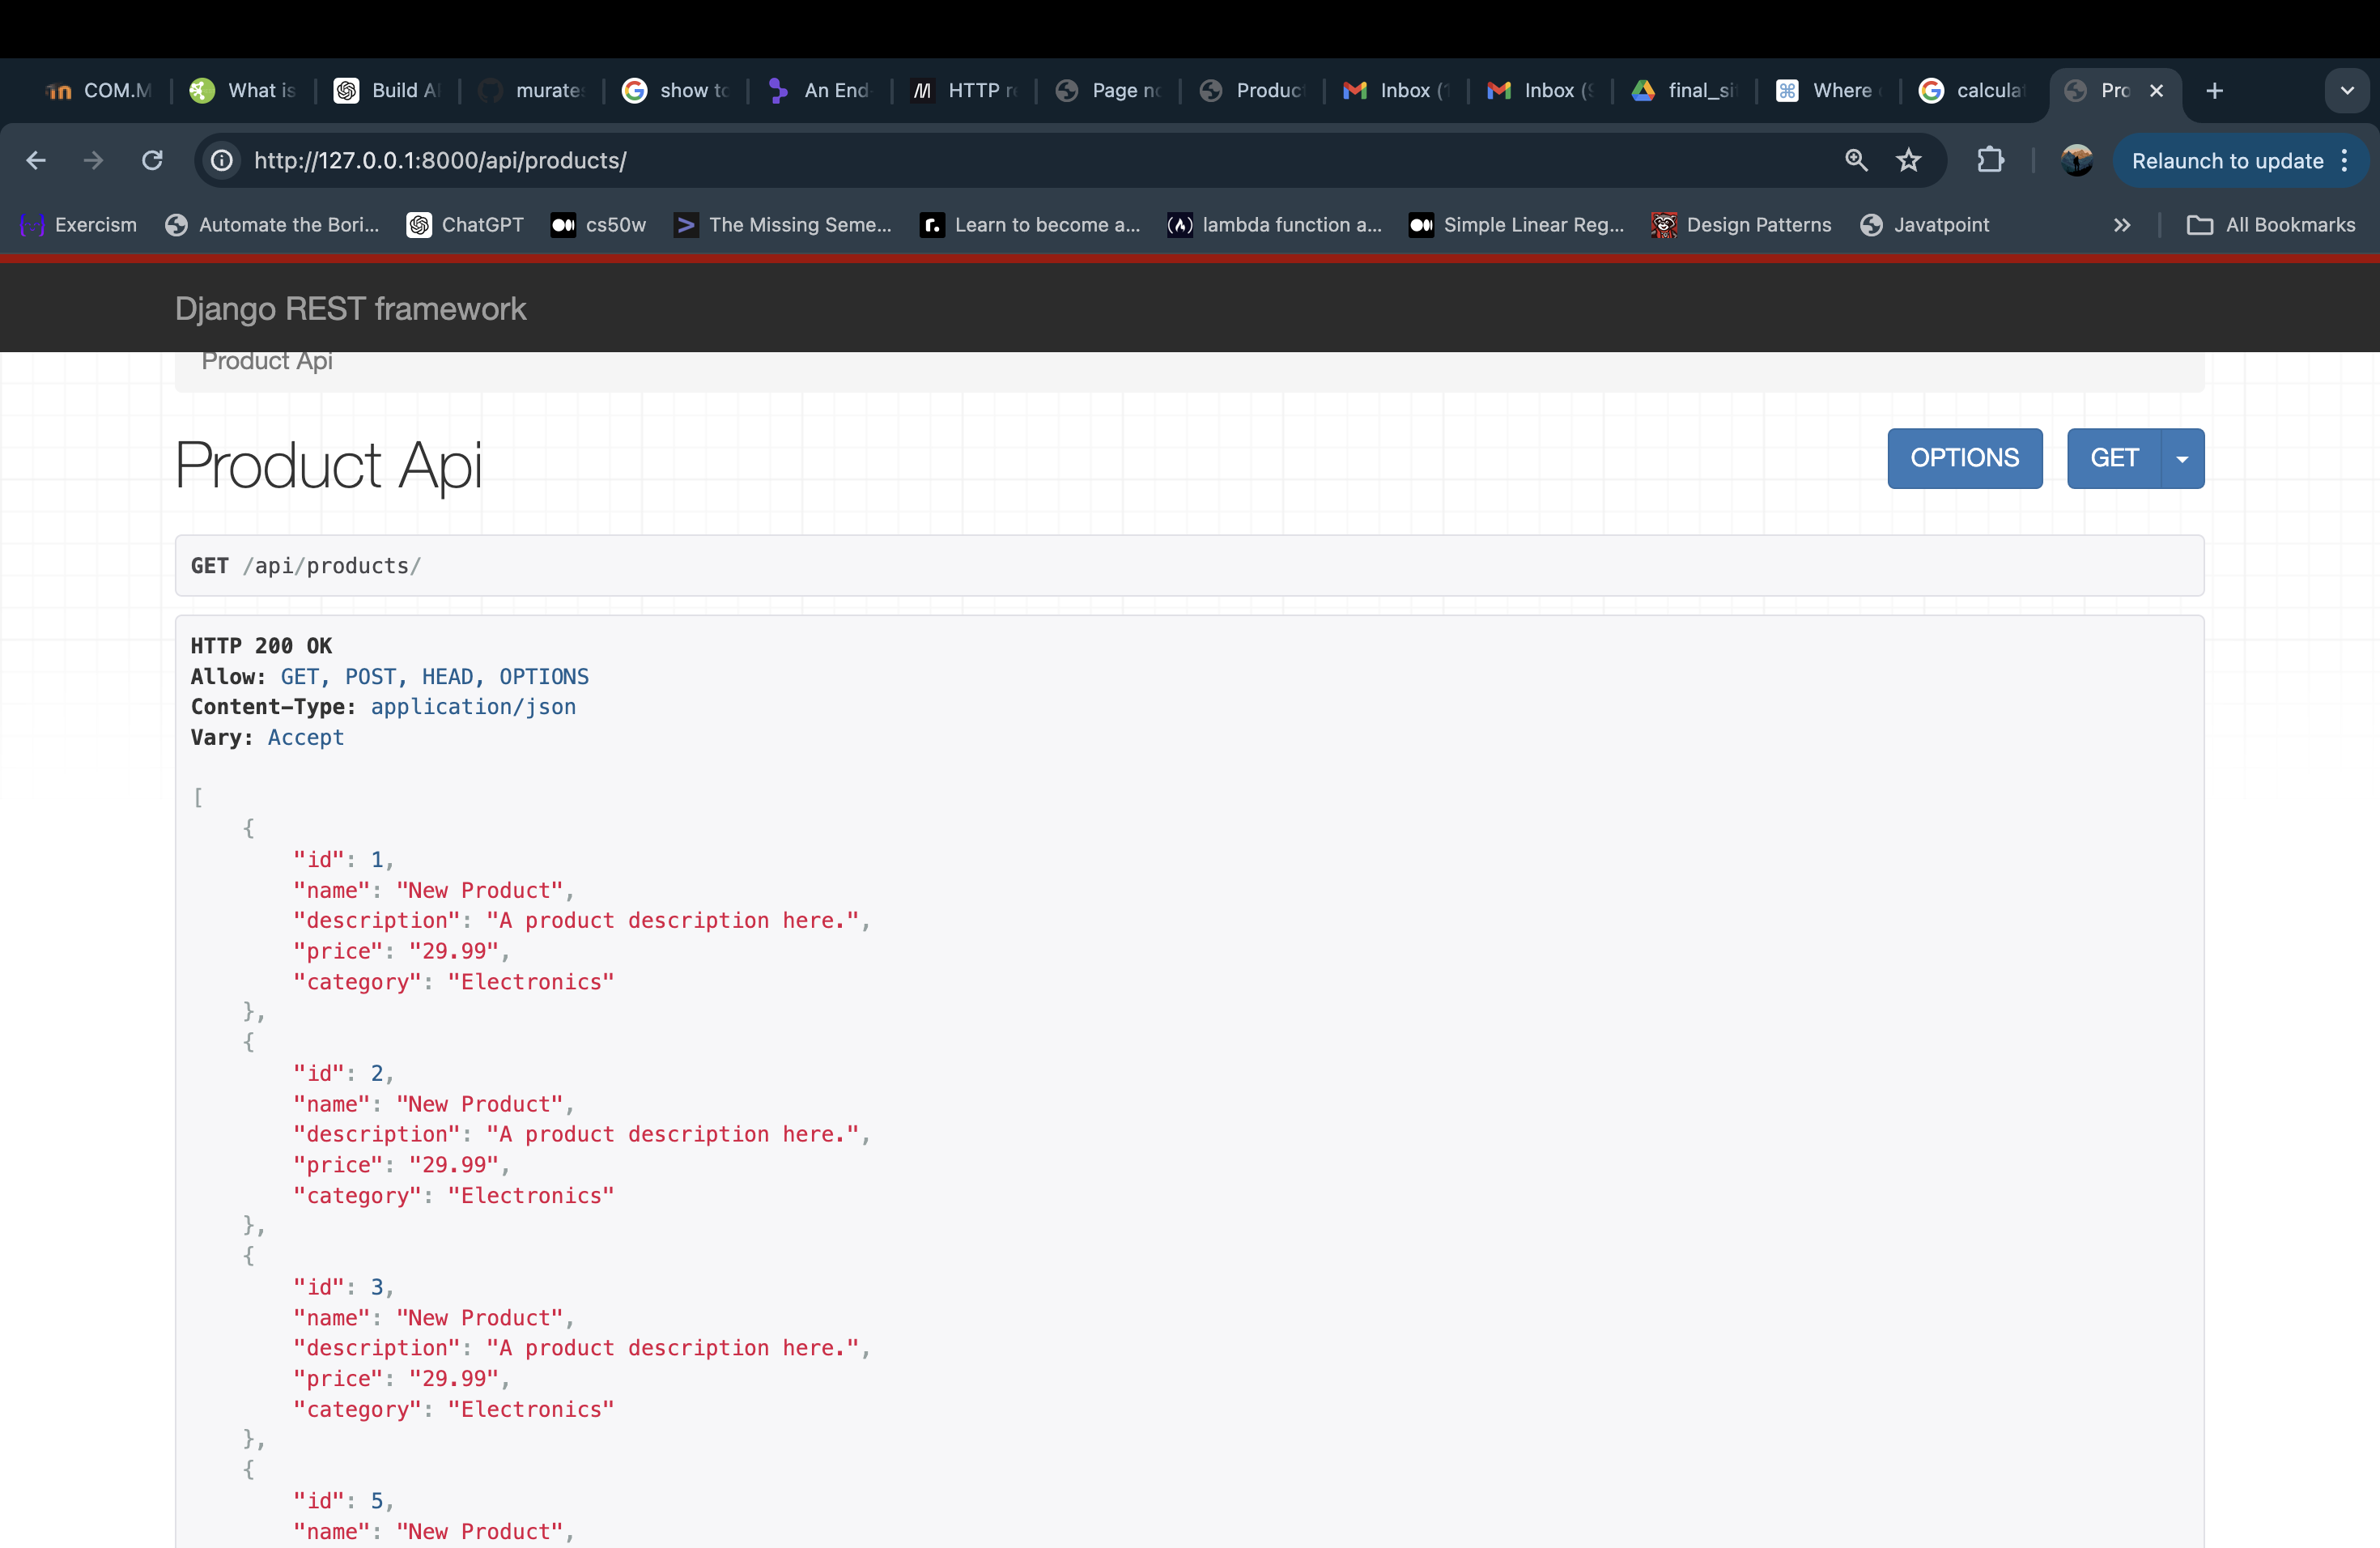 COM.M
What is
Build A
murate
show to
An End
HTTP r
Page no
Produc
Inbox (1
Inbox (9
final_si
Where
calcula
Pro
http://127.0.0.1:8000/api/products/
Relaunch to update
Exercism
Automate the Bori...
ChatGPT
cs50w
The Missing Seme...
Learn to become a...
lambda function a...
Simple Linear Reg...
Design Patterns
Javatpoint
All Bookmarks
Django REST framework
Product Api
Product Api
OPTIONS
GET
GET /api/products/
HTTP 200 OK
Allow: GET, POST, HEAD, OPTIONS
Content-Type: application/json
Vary: Accept
[
{
"id": 1,
"name": "New Product",
"description": "A product description here.",
"price": "29.99",
"category": "Electronics"
},
{
"id": 2,
"name": "New Product",
"description": "A product description here.",
"price": "29.99",
"category": "Electronics"
},
{
"id": 3,
"name": "New Product",
"description": "A product description here.",
"price": "29.99",
"category": "Electronics"
},
{
"id": 5,
"name": "New Product",